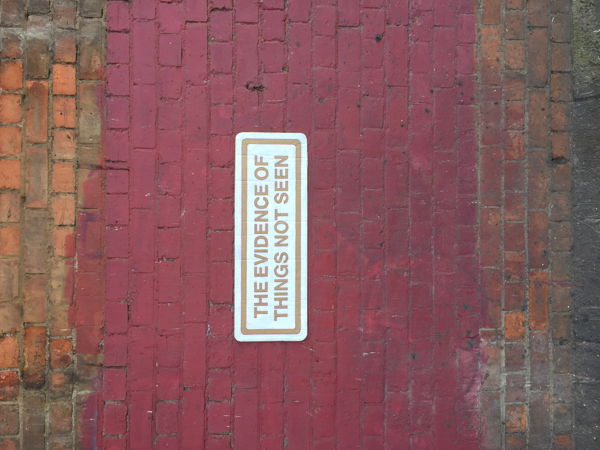 THE EVIDENCE OF
THINGS NOT SEEN